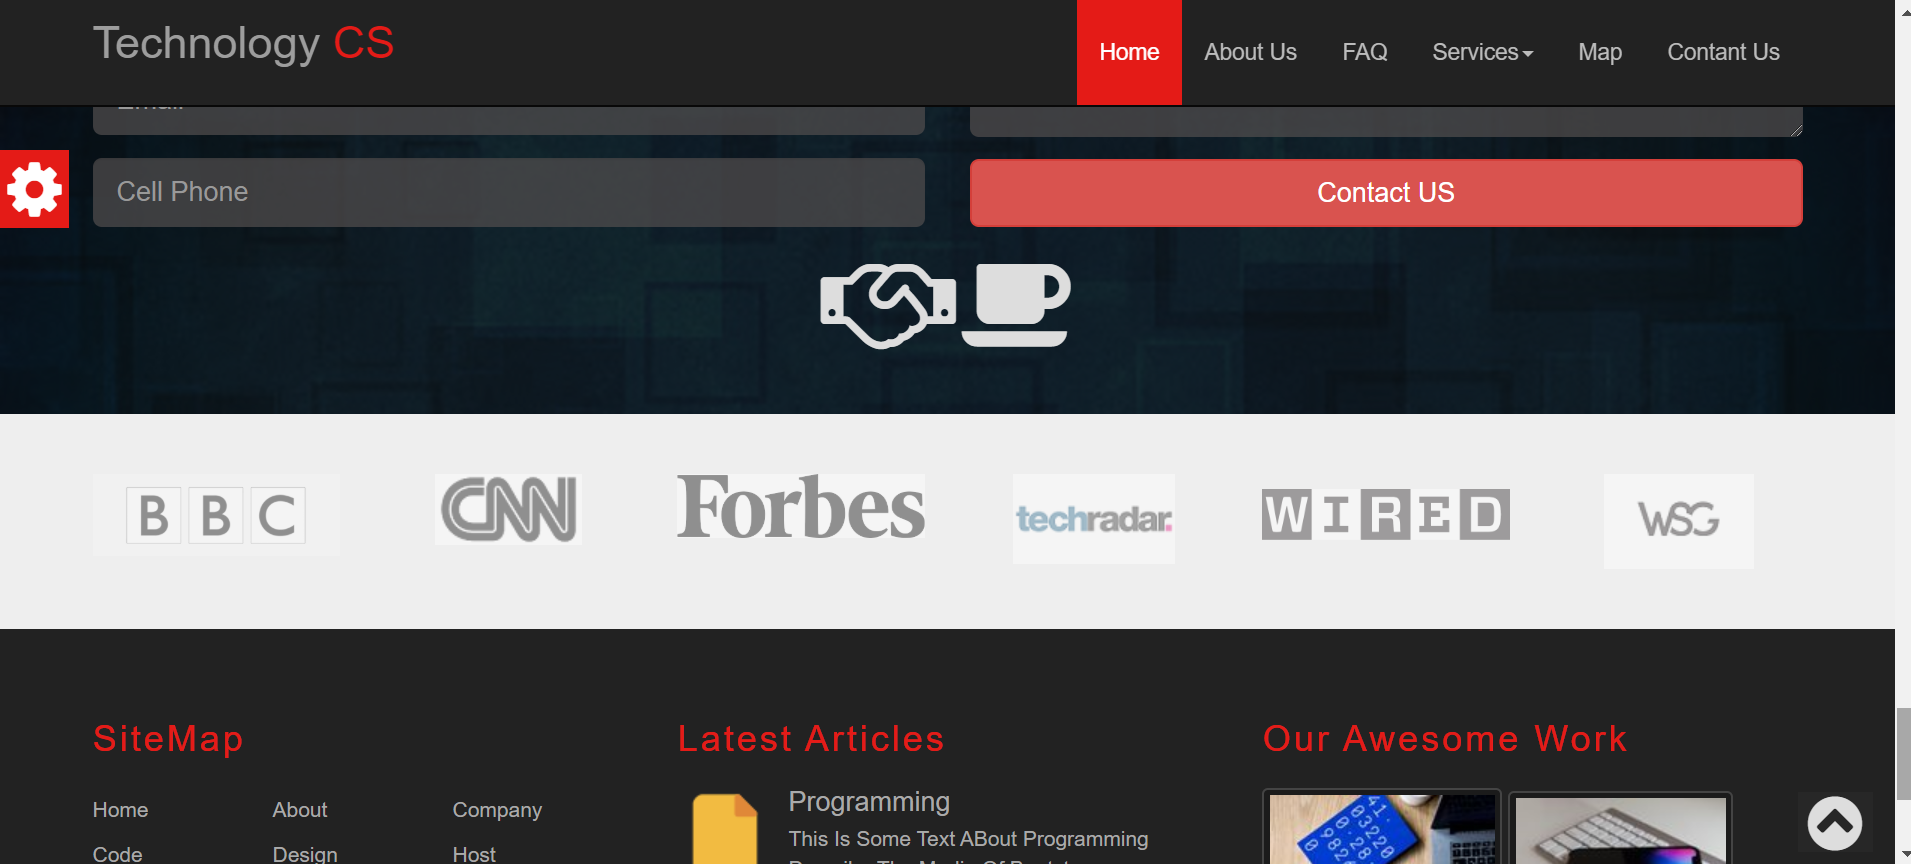 Technology CS
Home
About Us
FAQ
Services
Map
Contant Us
Email
Cell Phone
Contact US
BBC
CNN
Forbes
techradar.
WIRED
WSG
SiteMap
Home
About
Company
Code
Design
Host
Latest Articles
Programming
This Is Some Text ABout Programming
Our Awesome Work